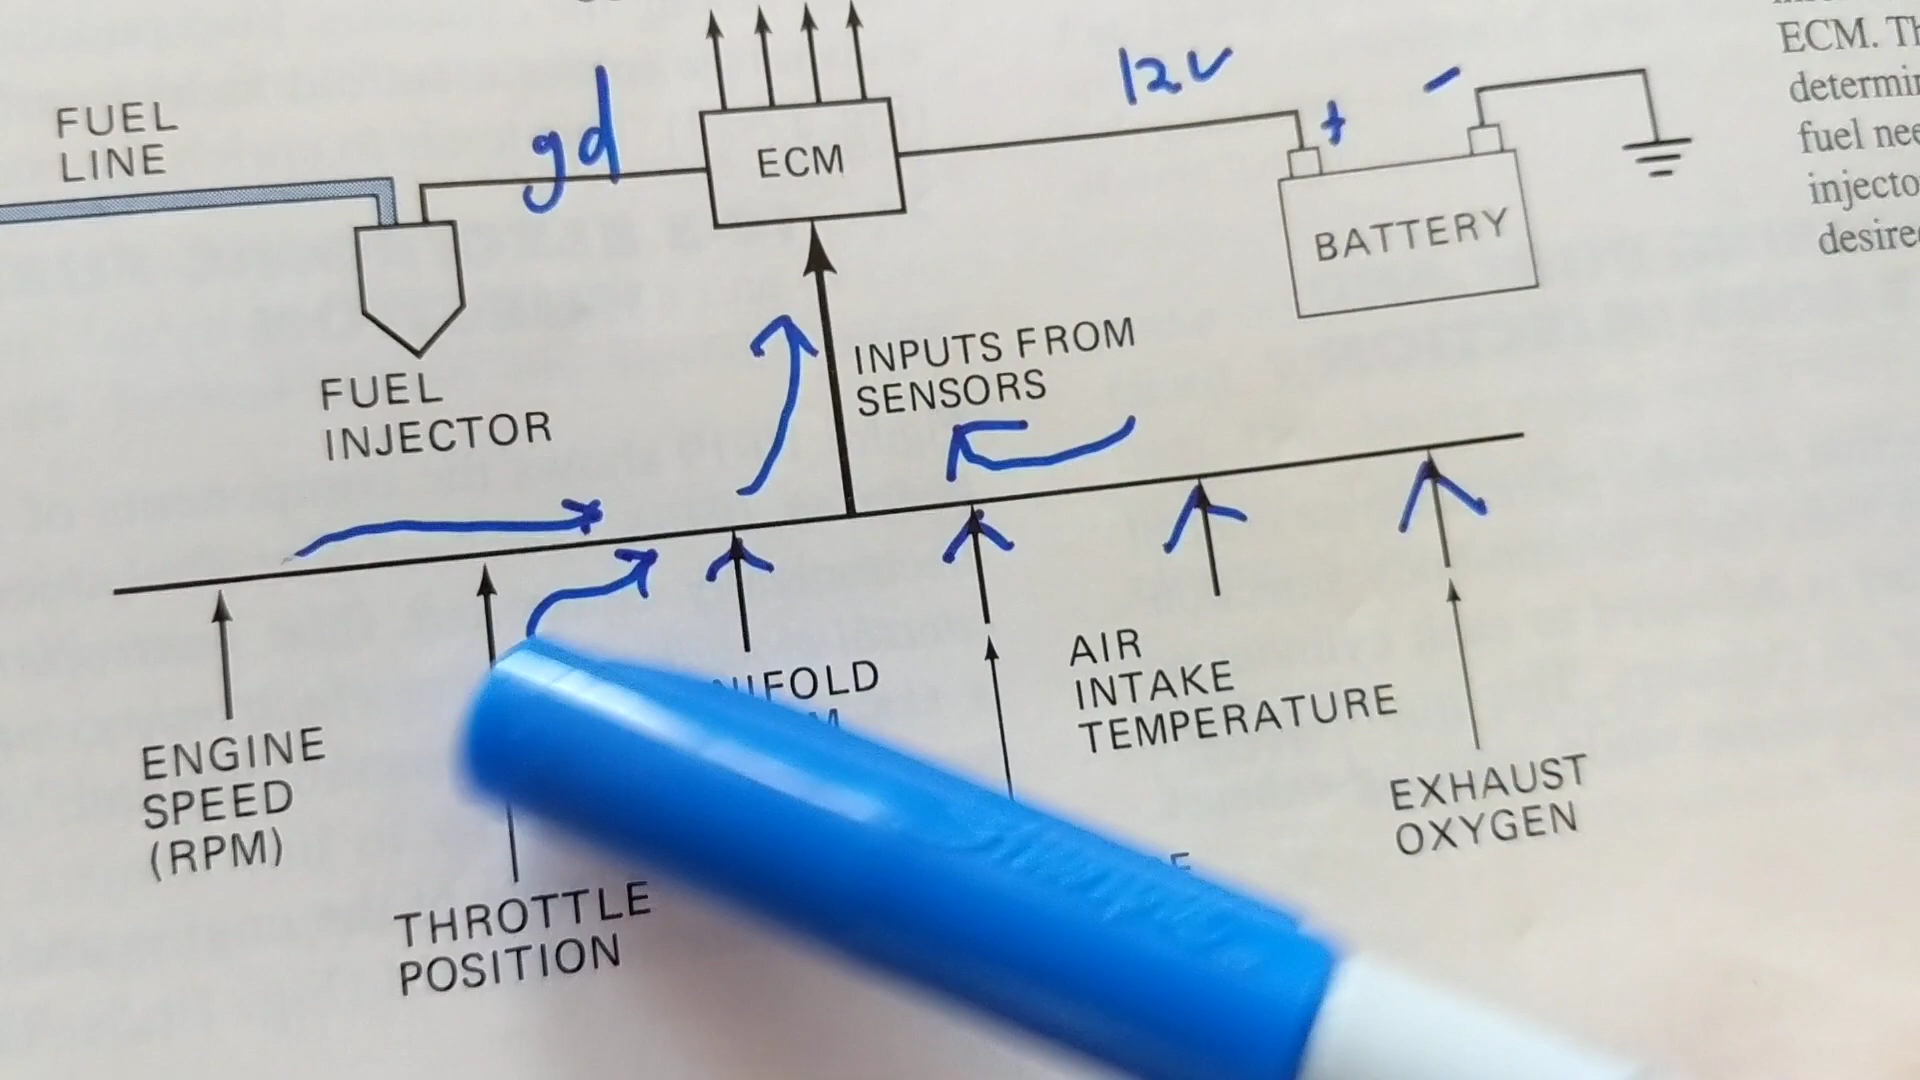 FUEL
LINE
gd
ECM
12V
+
-
BATTERY
FUEL
INJECTOR
INPUTS FROM
SENSORS
ENGINE
SPEED
(RPM)
THROTTLE
POSITION
NIFOLD
M
AIR
INTAKE
TEMPERATURE
E
EXHAUST
OXYGEN
ECM. Th
determin
fuel nee
injecto
desire